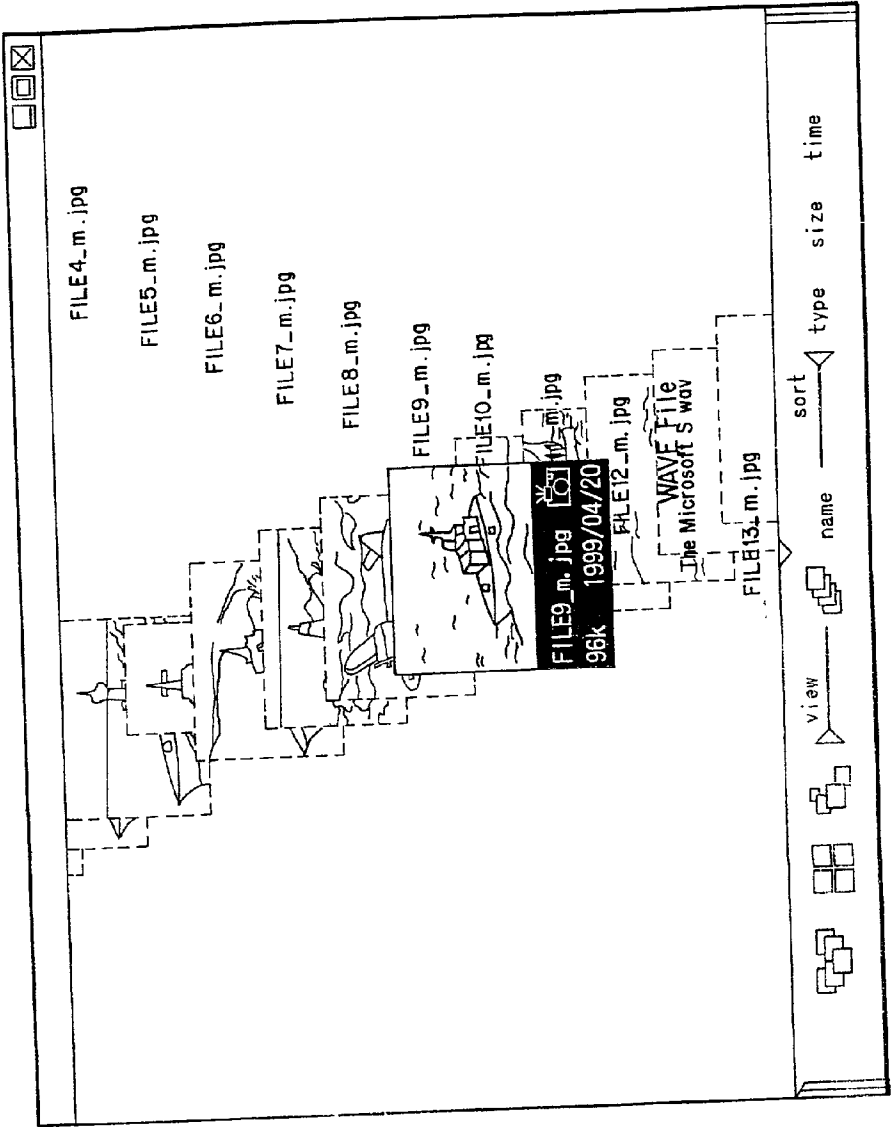 FILE4_m.jpg
FILE5_m.jpg
FILE6_m.jpg
FILE7_m.jpg
FILE8_m.jpg
FILE9_m.jpg
FILE10_m.jpg
m.jpg
FILE9_m.jpg
96k 1999/04/20
FILE12_m.jpg
WAVE File
The Microsoft S wav
FILE13_m.jpg
view
name
sort
type
size
time